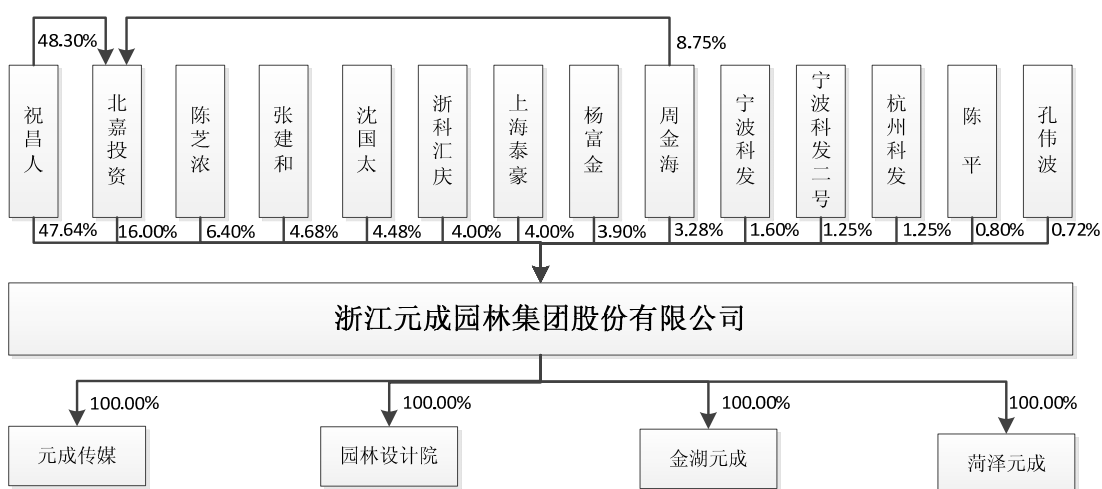 48.30%
8.75%
祝昌人
北嘉投资
陈芝浓
张建和
沈国太
浙科汇庆
上海泰豪
杨富金
周金海
宁波科发
宁波科发二号
杭州科发
陈平
孔伟波
47.64%
16.00%
6.40%
4.68%
4.48%
4.00%
4.00%
3.90%
3.28%
1.60%
1.25%
1.25%
0.80%
0.72%
浙江元成园林集团股份有限公司
100.00%
100.00%
100.00%
100.00%
元成传媒
园林设计院
金湖元成
菏泽元成